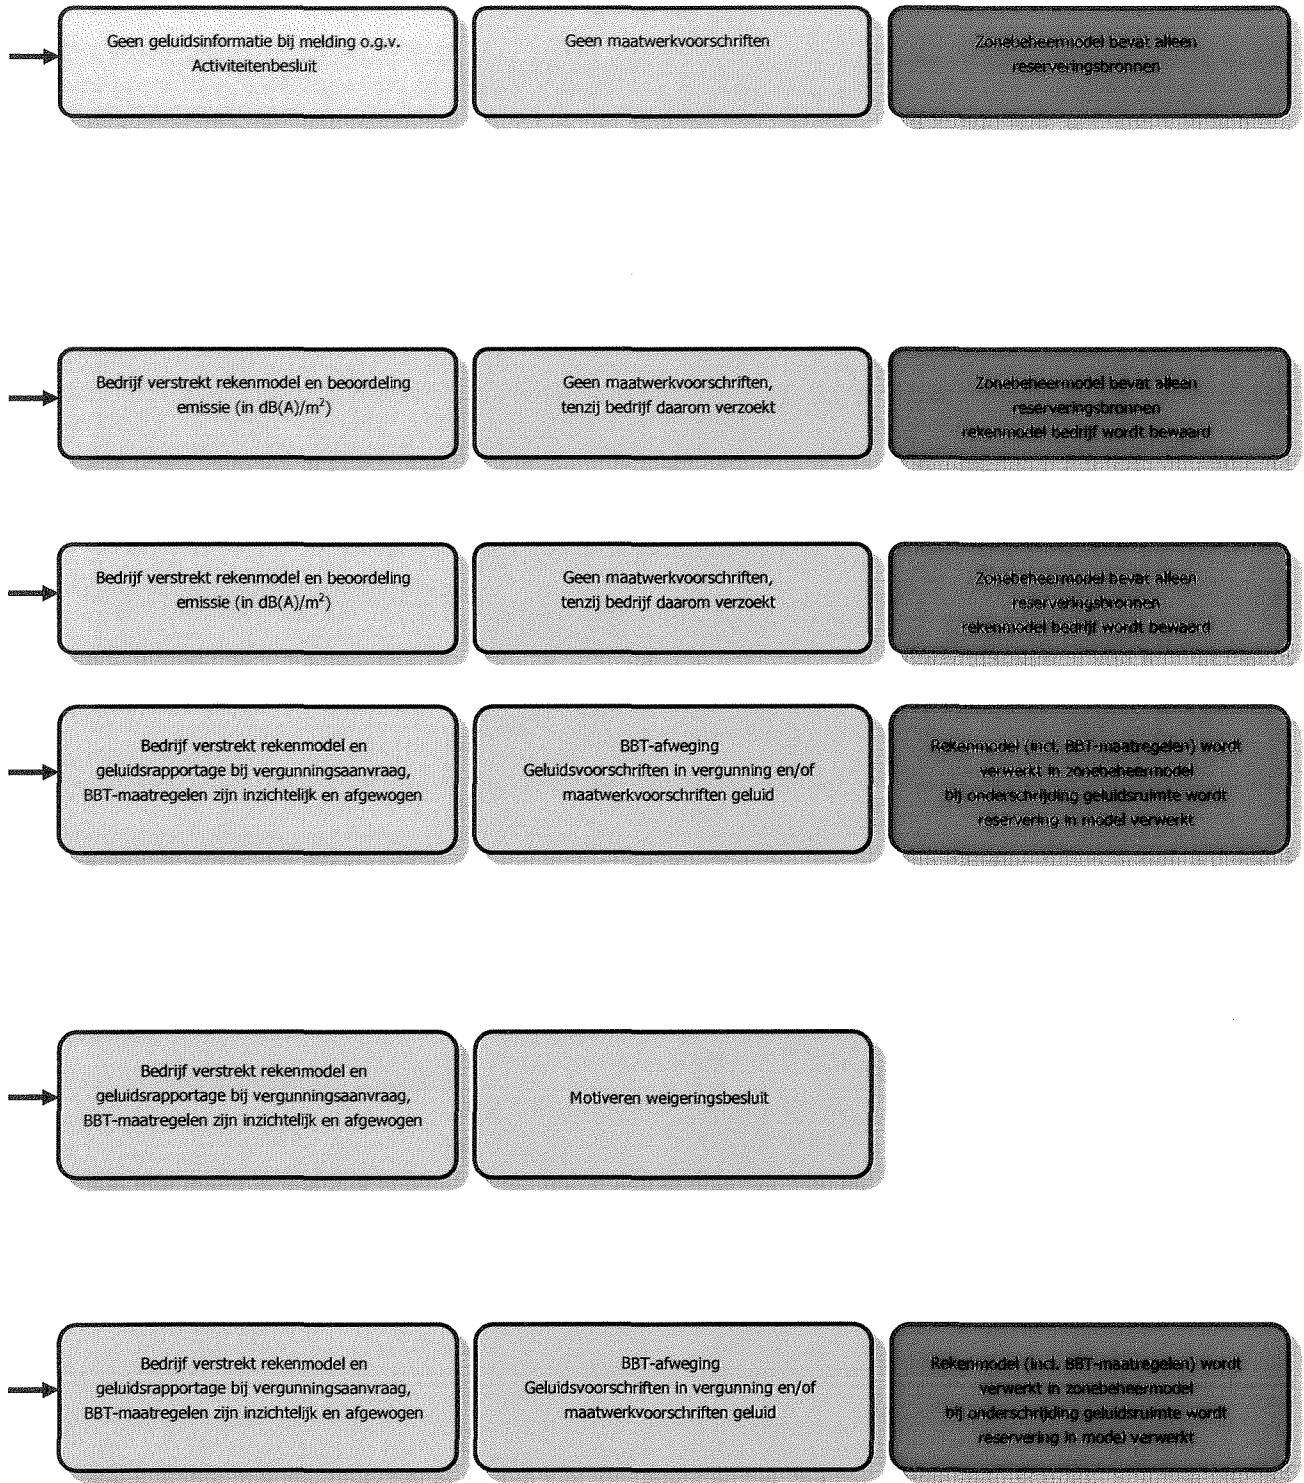 Geen geluidsinformatie bij melding o.g.v.
Activiteitenbesluit
Geen maatwerkvoorschriften
Zonebeheermodel bevat alleen
reserveringsbronnen
Bedrijf verstrekt rekenmodel en beoordeling
emissie (in dB(A)/m²)
Geen maatwerkvoorschriften,
tenzij bedrijf daarom verzoekt
Zonebeheermodel bevat alleen
reserveringsbronnen
rekenmodel bedrijf wordt bewaard
Bedrijf verstrekt rekenmodel en beoordeling
emissie (in dB(A)/m²)
Geen maatwerkvoorschriften,
tenzij bedrijf daarom verzoekt
Zonebeheermodel bevat alleen
reserveringsbronnen
rekenmodel bedrijf wordt bewaard
Bedrijf verstrekt rekenmodel en
geluidsrapportage bij vergunningsaanvraag,
BBT-maatregelen zijn inzichtelijk en afgewogen
BBT-afweging
Geluidsvoorschriften in vergunning en/of
maatwerkvoorschriften geluid
Rekenmodel (incl. BBT-maatregelen) wordt
verwerkt in zonebeheermodel
bij onderschrijding geluidsruimte wordt
reservering in model verwerkt
Bedrijf verstrekt rekenmodel en
geluidsrapportage bij vergunningsaanvraag,
BBT-maatregelen zijn inzichtelijk en afgewogen
Motiveren weigeringsbesluit
Bedrijf verstrekt rekenmodel en
geluidsrapportage bij vergunningsaanvraag,
BBT-maatregelen zijn inzichtelijk en afgewogen
BBT-afweging
Geluidsvoorschriften in vergunning en/of
maatwerkvoorschriften geluid
Rekenmodel (incl. BBT-maatregelen) wordt
verwerkt in zonebeheermodel
bij onderschrijding geluidsruimte wordt
reservering in model verwerkt